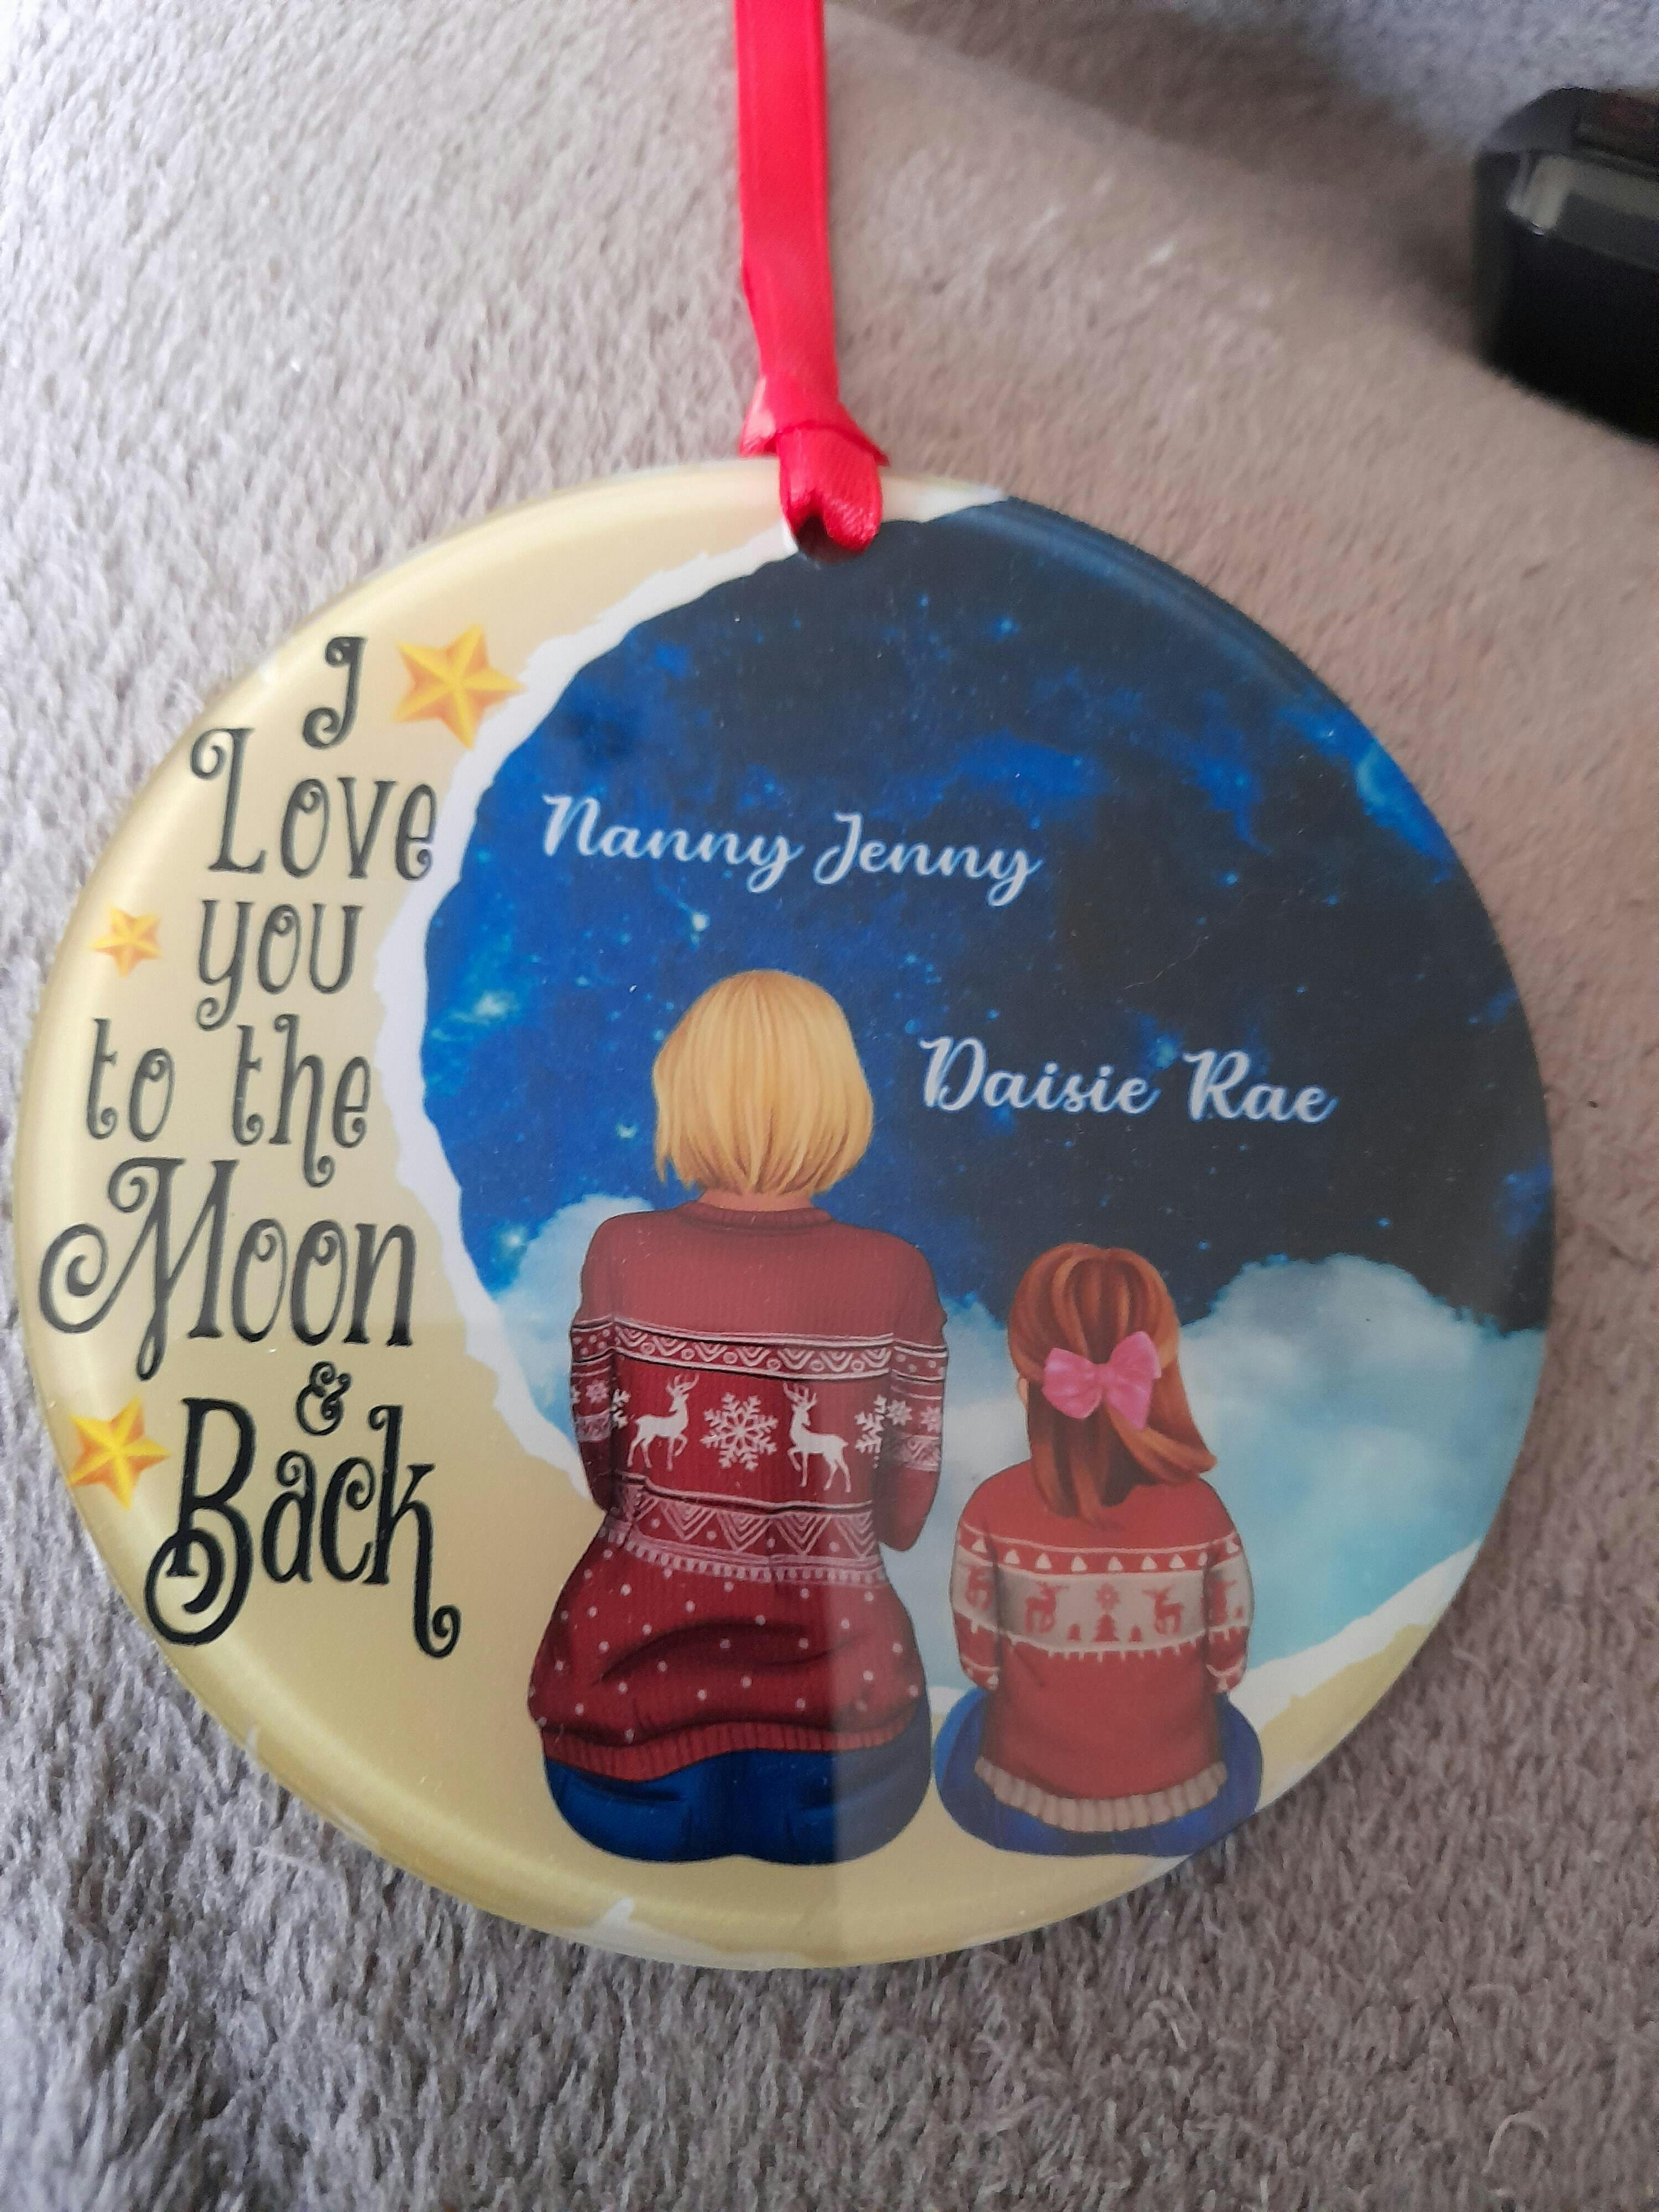 I
Love
you
to the
Moon
&
Back
Nanny Jenny
Daisie Rae